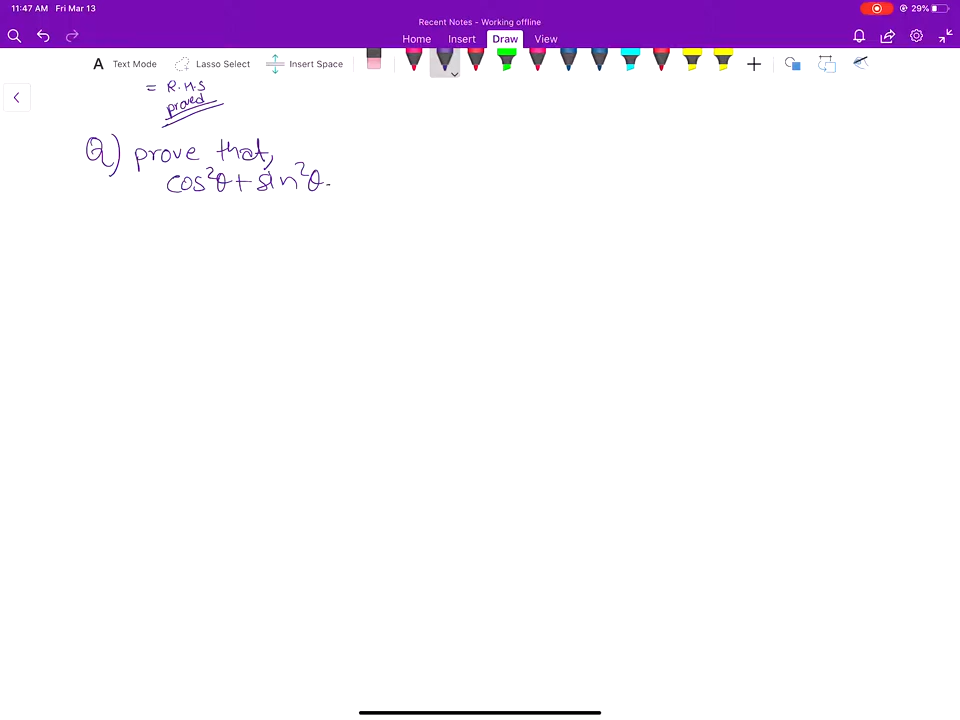 11:47 AM Fri Mar 13
29%
Recent Notes - Working offline
Home Insert Draw View
A Text Mode Lasso Select Insert Space
= R.H.S
proved
Q) prove that,
cos²θ + sin²θ.